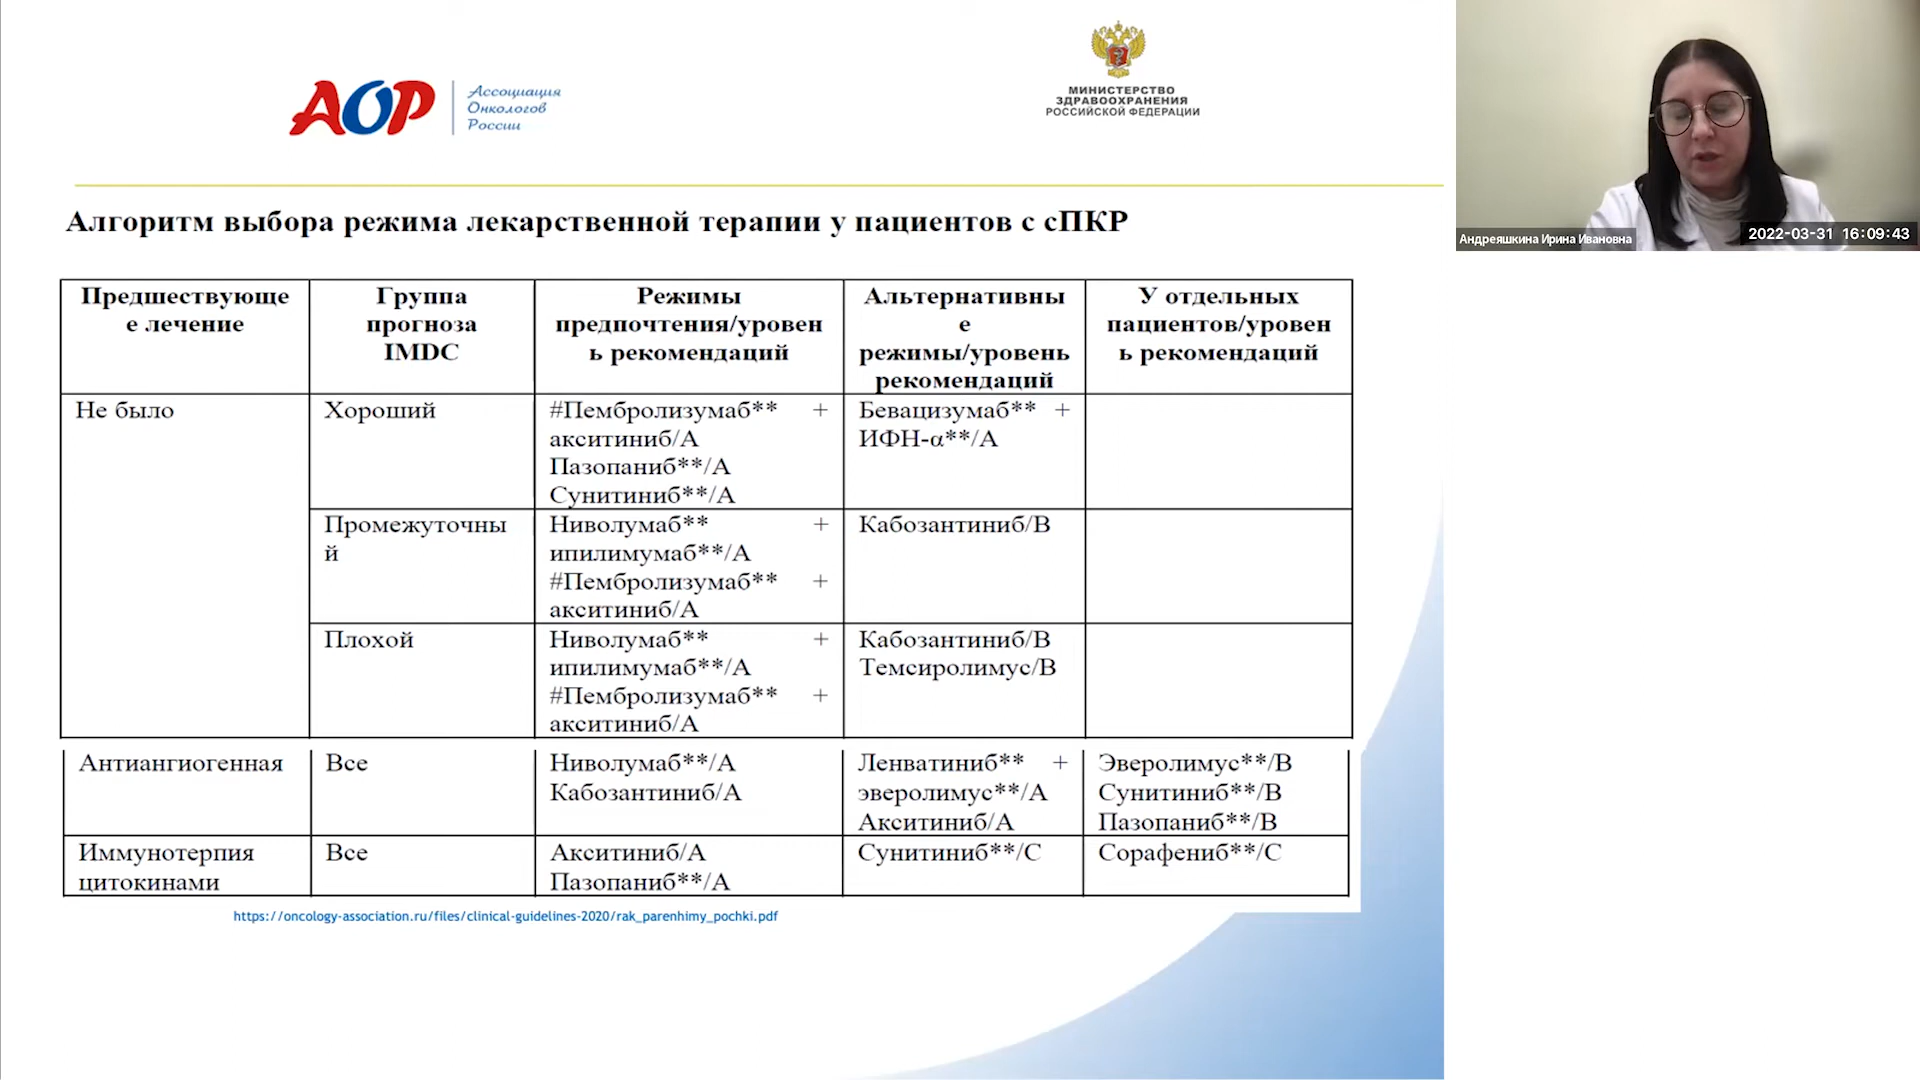 АОР
Ассоциация
Онкологов
России
МИНИСТЕРСТВО
ЗДРАВООХРАНЕНИЯ
РОССИЙСКОЙ ФЕДЕРАЦИИ
Андреяшкина Ирина Ивановна
2022-03-31 16:09:43
Алгоритм выбора режима лекарственной терапии у пациентов с сПКР
Предшествующе
е лечение
Группа
прогноза
IMDC
Режимы
предпочтения/уровен
ь рекомендаций
Альтернативны
е
режимы/уровень
рекомендаций
У отдельных
пациентов/уровен
ь рекомендаций
Не было
Хороший
#Пембролизумаб** +
акситиниб/А
Пазопаниб**/А
Сунитиниб**/А
Бевацизумаб** +
ИФН-α**/А
Промежуточны
й
Ниволумаб** +
ипилимумаб**/А
#Пембролизумаб** +
акситиниб/А
Кабозантиниб/В
Плохой
Ниволумаб** +
ипилимумаб**/А
#Пембролизумаб** +
акситиниб/А
Кабозантиниб/В
Темсиролимус/В
Антиангиогенная
Все
Ниволумаб**/А
Кабозантиниб/А
Ленватиниб** +
эверолимус**/А
Акситиниб/А
Эверолимус**/В
Сунитиниб**/В
Пазопаниб**/В
Иммунотерпия
цитокинами
Все
Акситиниб/А
Пазопаниб**/А
Сунитиниб**/С
Сорафениб**/С
https://oncology-association.ru/files/clinical-guidelines-2020/rak_parenhimy_pochki.pdf